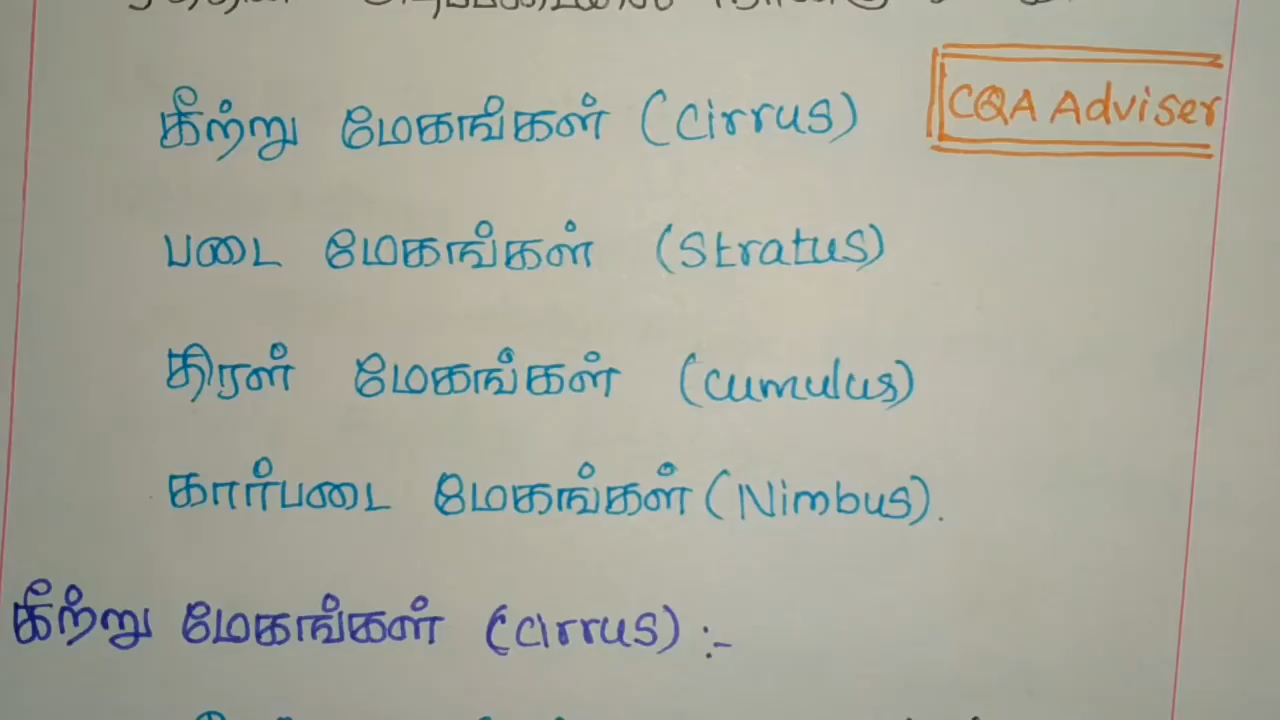 கீற்று மேகங்கள் (Cirrus)
CQA Adviser
படை மேகங்கள் (Stratus)
திரள் மேகங்கள் (Cumulus)
கார்படை மேகங்கள் (Nimbus).
கீற்று மேகங்கள் (Cirrus) :-